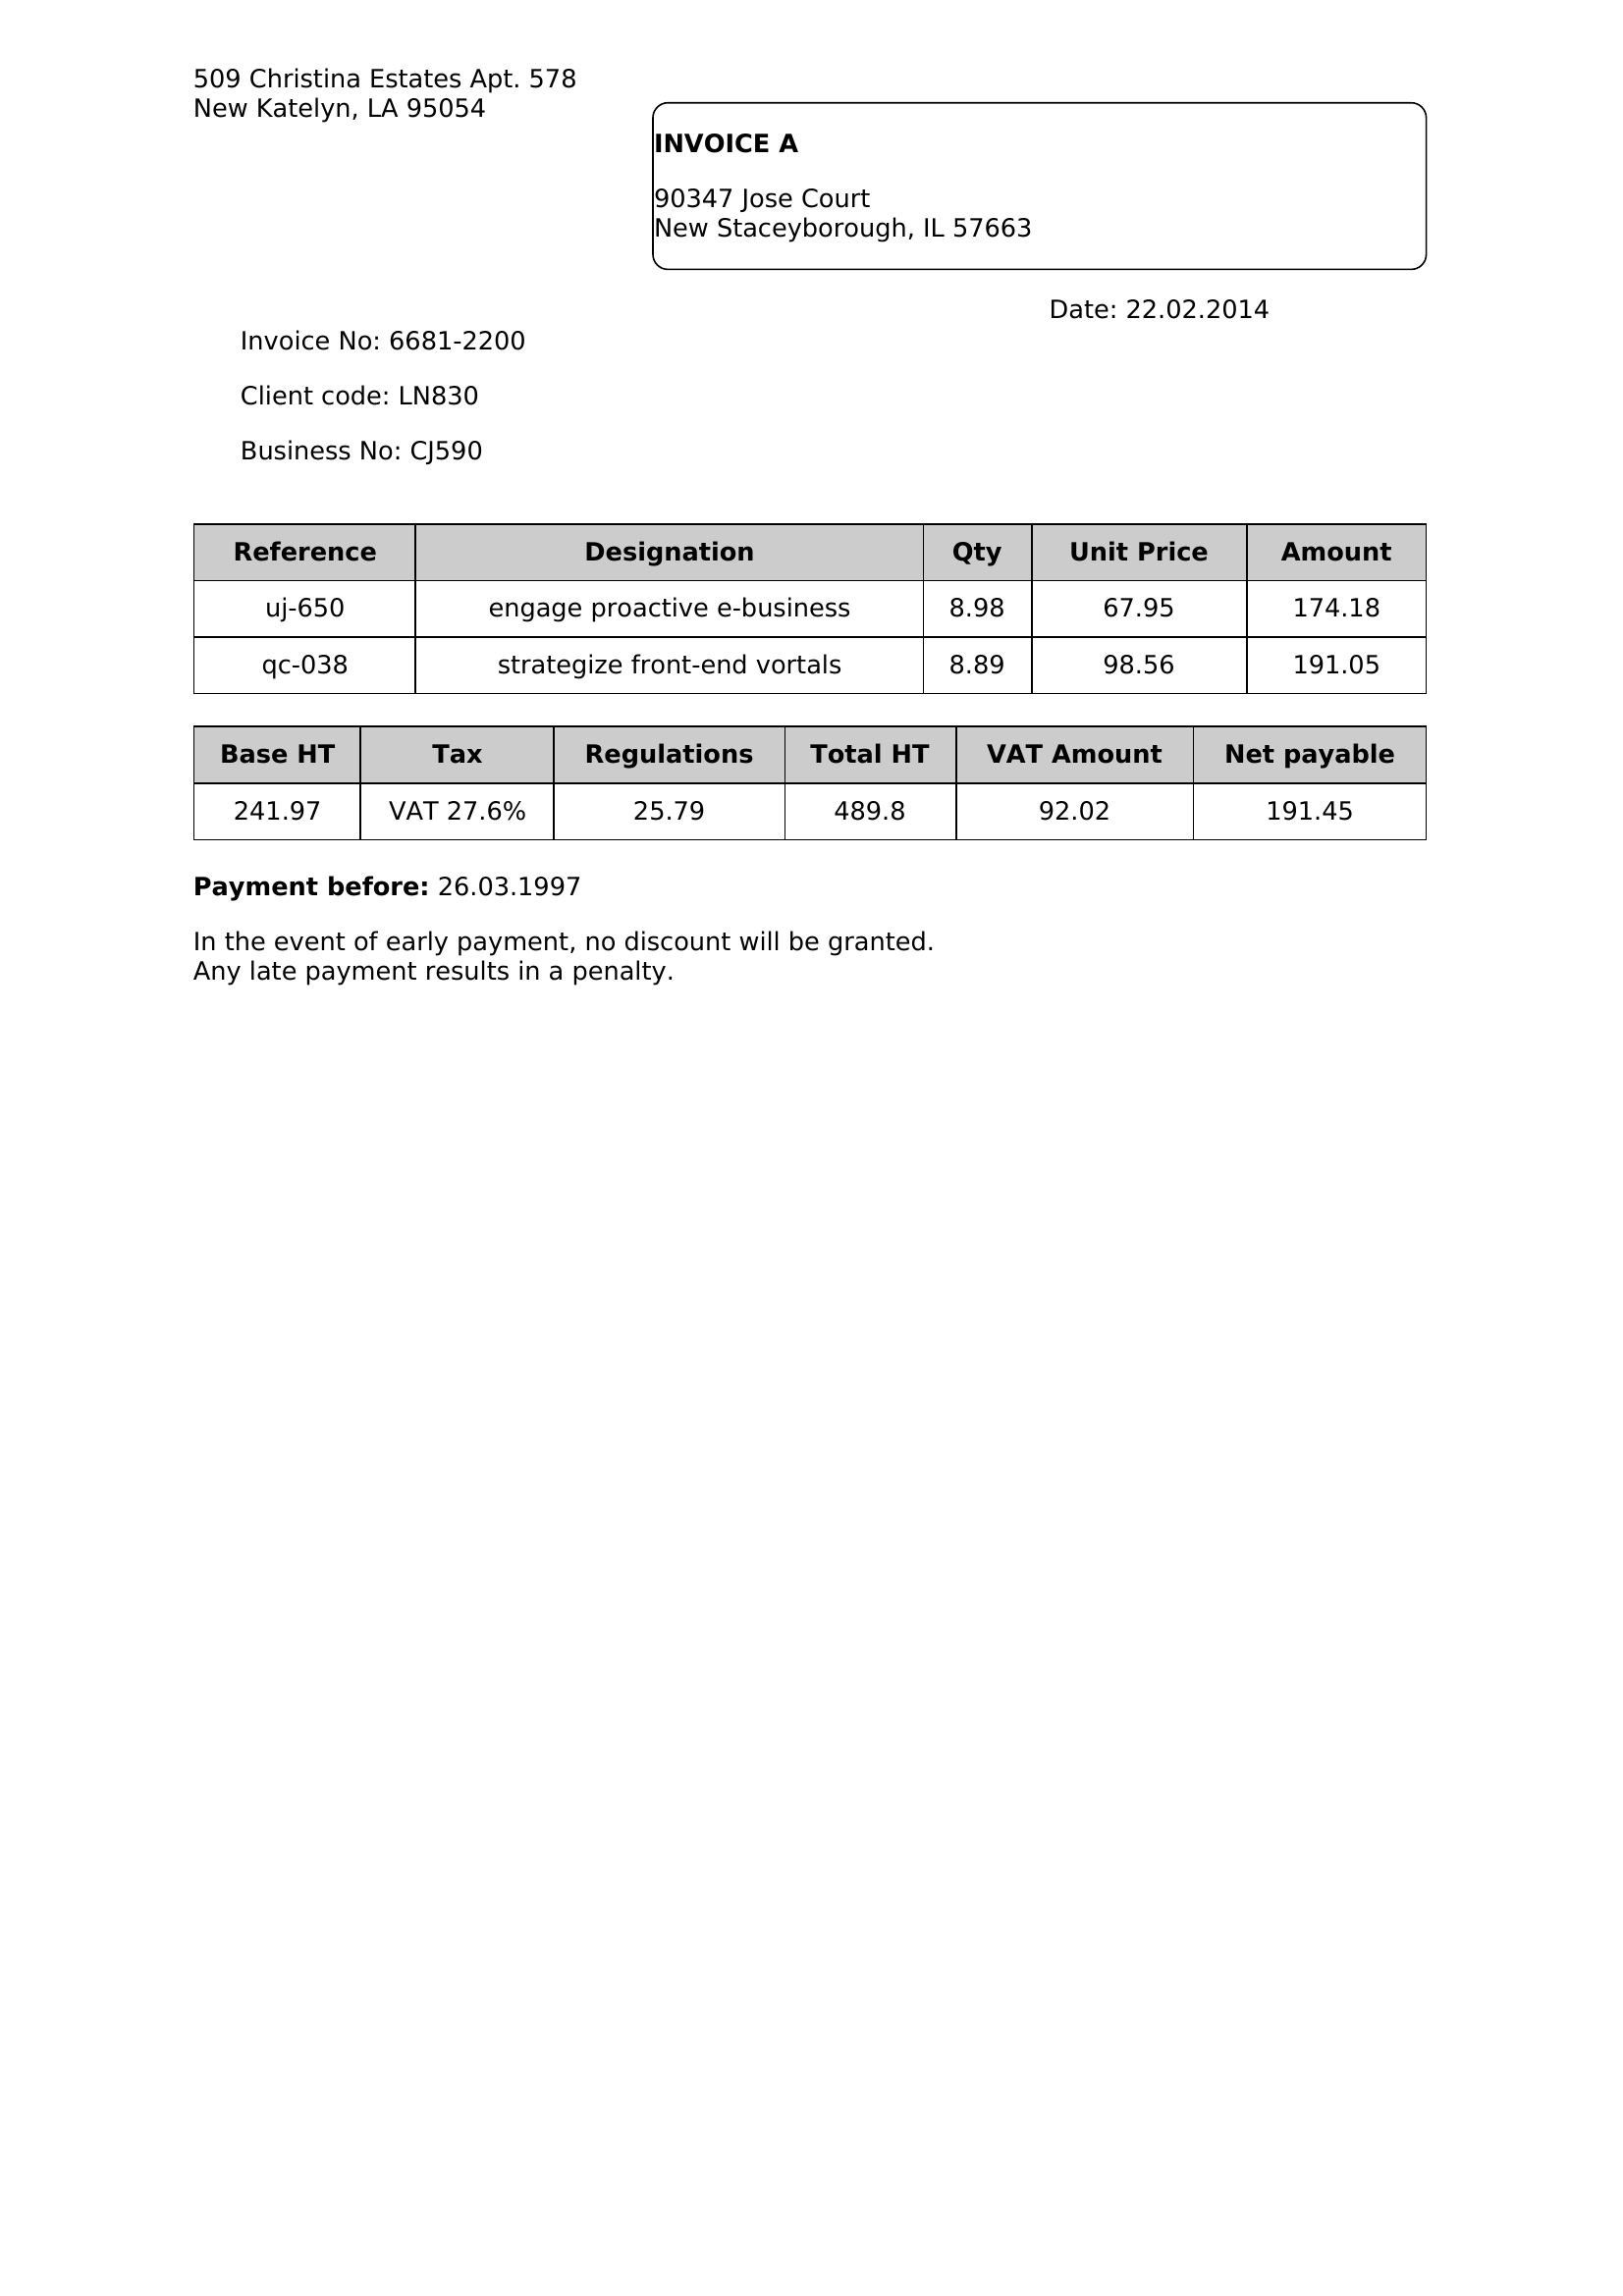 509 Christina Estates Apt. 578
New Katelyn, LA 95054
INVOICE A
90347 Jose Court
New Staceyborough, IL 57663
Date: 22.02.2014
Invoice No: 6681-2200
Client code: LN830
Business No: CJ590
Reference Designation Qty Unit Price Amount
uj-650 engage proactive e-business 8.98 67.95 174.18
qc-038 strategize front-end vortals 8.89 98.56 191.05
Base HT Tax Regulations Total HT VAT Amount Net payable
241.97 VAT 27.6% 25.79 489.8 92.02 191.45
Payment before: 26.03.1997
In the event of early payment, no discount will be granted.
Any late payment results in a penalty.